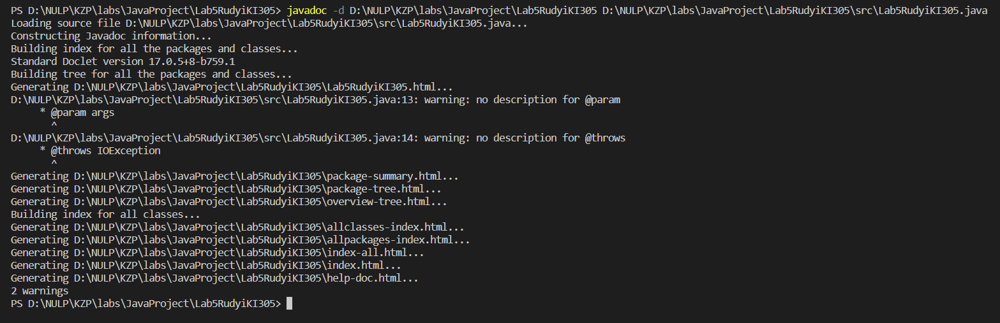 PS D:\NULP\KZP\labs\JavaProject\Lab5RudyiKI305> javadoc -d D:\NULP\KZP\labs\JavaProject\Lab5RudyiKI305 D:\NULP\KZP\labs\JavaProject\Lab5RudyiKI305\src\Lab5RudyiKI305.java
Loading source file D:\NULP\KZP\labs\JavaProject\Lab5RudyiKI305\src\Lab5RudyiKI305.java...
Constructing Javadoc information...
Building index for all the packages and classes...
Standard Doclet version 17.0.5+8-b759.1
Building tree for all the packages and classes...
Generating D:\NULP\KZP\labs\JavaProject\Lab5RudyiKI305\Lab5RudyiKI305.html...
D:\NULP\KZP\labs\JavaProject\Lab5RudyiKI305\src\Lab5RudyiKI305.java:13: warning: no description for @param
     * @param args
       ^
D:\NULP\KZP\labs\JavaProject\Lab5RudyiKI305\src\Lab5RudyiKI305.java:14: warning: no description for @throws
     * @throws IOException
       ^
Generating D:\NULP\KZP\labs\JavaProject\Lab5RudyiKI305\package-summary.html...
Generating D:\NULP\KZP\labs\JavaProject\Lab5RudyiKI305\package-tree.html...
Generating D:\NULP\KZP\labs\JavaProject\Lab5RudyiKI305\overview-tree.html...
Building index for all classes...
Generating D:\NULP\KZP\labs\JavaProject\Lab5RudyiKI305\allclasses-index.html...
Generating D:\NULP\KZP\labs\JavaProject\Lab5RudyiKI305\allpackages-index.html...
Generating D:\NULP\KZP\labs\JavaProject\Lab5RudyiKI305\index-all.html...
Generating D:\NULP\KZP\labs\JavaProject\Lab5RudyiKI305\index.html...
Generating D:\NULP\KZP\labs\JavaProject\Lab5RudyiKI305\help-doc.html...
2 warnings
PS D:\NULP\KZP\labs\JavaProject\Lab5RudyiKI305>